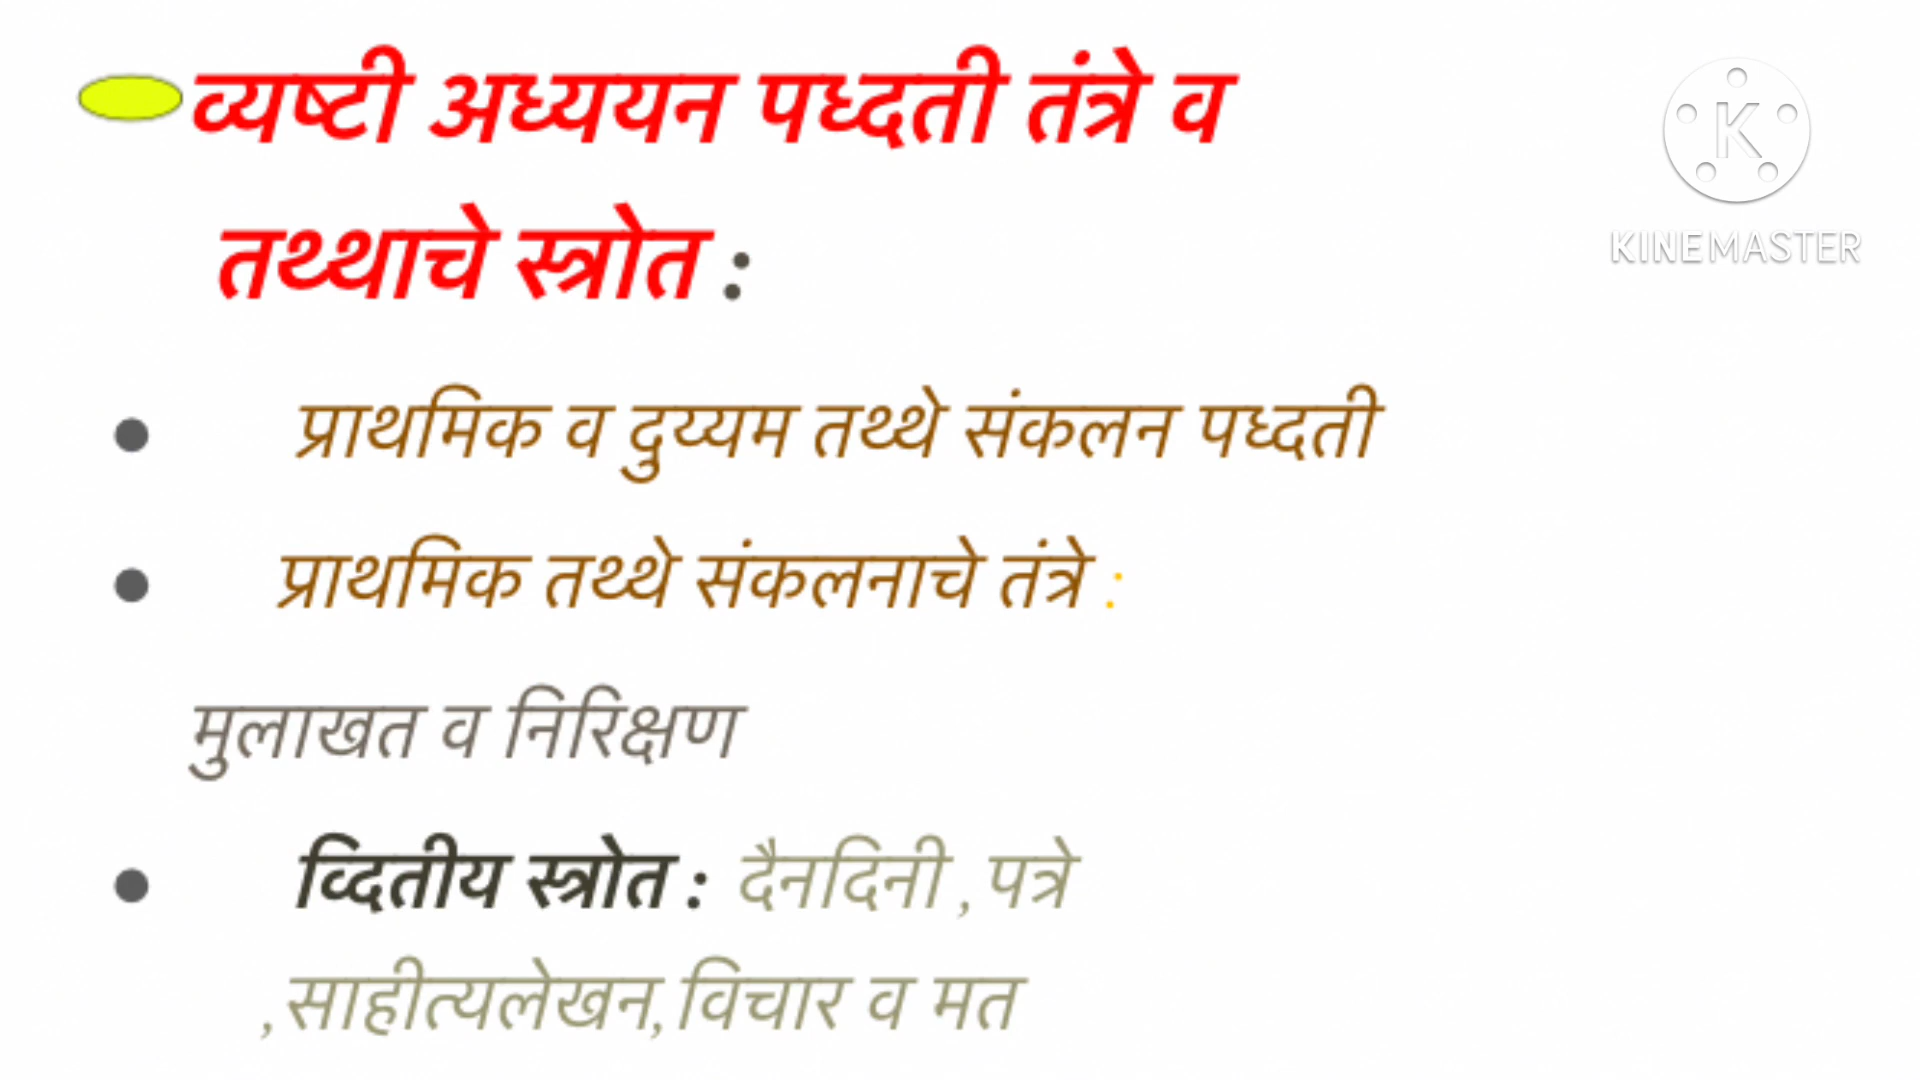 व्यष्टी अध्ययन पध्दती तंत्रे व
तथ्थाचे स्त्रोत :
प्राथमिक व दुय्यम तथ्थे संकलन पध्दती
प्राथमिक तथ्थे संकलनाचे तंत्रे :
मुलाखत व निरिक्षण
व्दितीय स्त्रोत : दैनदिनी ,पत्रे
,साहीत्यलेखन,विचार व मत
K
KINEMASTER